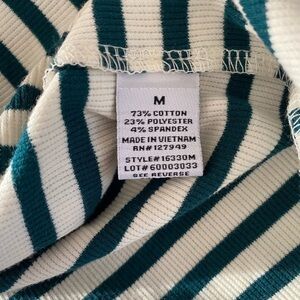 M
73% COTTON
23% POLYESTER
4% SPANDEX
MADE IN VIETNAM
RN#127949
STYLE#16330M
LOT#60003033
SEE REVERSE